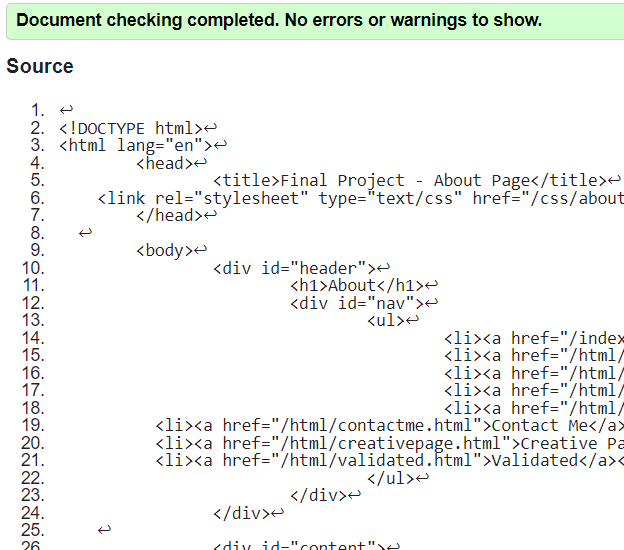 Document checking completed. No errors or warnings to show.
Source
1. ↩
2. <!DOCTYPE html>↩
3. <html lang="en">↩
4. <head>↩
5. <title>Final Project - About Page</title>↩
6. <link rel="stylesheet" type="text/css" href="/css/about
7. </head>↩
8. ↩
9. <body>↩
10. <div id="header">↩
11. <h1>About</h1>↩
12. <div id="nav">↩
13. <ul>↩
14. <li><a href="/index
15. <li><a href="/html/
16. <li><a href="/html/
17. <li><a href="/html/
18. <li><a href="/html/
19. <li><a href="/html/contactme.html">Contact Me</a>
20. <li><a href="/html/creativepage.html">Creative Pa
21. <li><a href="/html/validated.html">Validated</a><
22. </ul>↩
23. </div>↩
24. </div>↩
25. ↩
26. <div id="content">↩